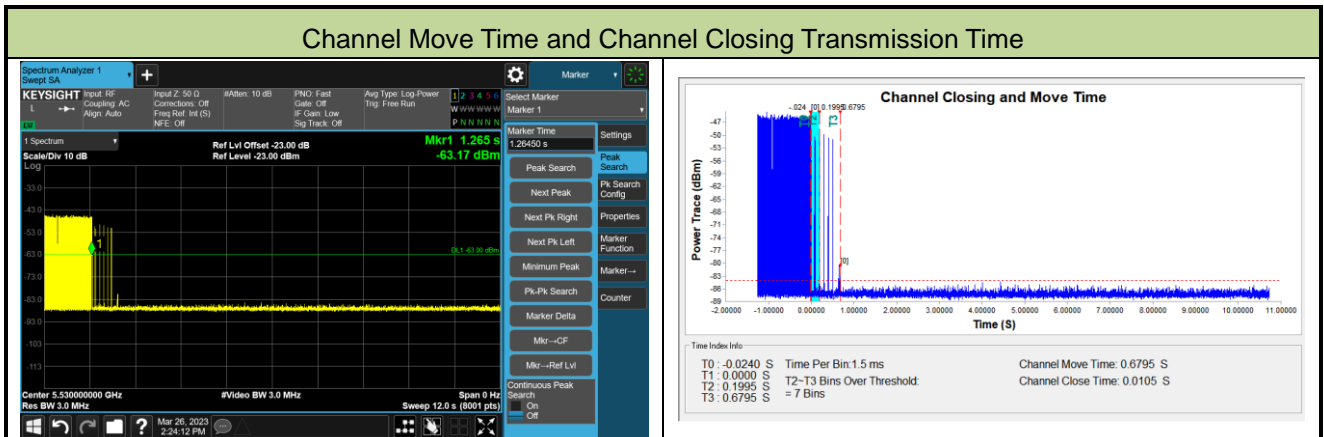 Channel Move Time and Channel Closing Transmission Time
Spectrum Analyzer 1
Swept SA
Marker
KEYSIGHT
L
Input: RF
Coupling: AC
Align: Auto
Input Z: 50 Ω
Corrections: Off
Freq Ref: Int (S)
NFE: Off
#Atten: 10 dB
PNO: Fast
Gate: Off
IF Gain: Low
Sig Track: Off
Avg Type: Log-Power
Trig: Free Run
1 2 3 4 5 6
W W W W W W
P N N N N N
Select Marker
Marker 1
1 Spectrum
Scale/Div 10 dB
Log
Ref Lvl Offset -23.00 dB
Ref Level -23.00 dBm
Mkr1 1.265 s
-63.17 dBm
Marker Time
1.26450 s
Peak Search
Next Peak
Next Pk Right
Next Pk Left
Minimum Peak
Pk-Pk Search
Marker Delta
Mkr→CF
Mkr→Ref Lvl
Continuous Peak
Search
On
Off
Settings
Peak
Search
Pk Search
Config
Properties
Marker
Function
Marker→
Counter
-33.0
-43.0
-53.0
-63.0
-73.0
-83.0
-93.0
-103
-113
1
DL1 -63.00 dBm
Center 5.530000000 GHz
Res BW 3.0 MHz
#Video BW 3.0 MHz
Span 0 Hz
Sweep 12.0 s (8001 pts)
Mar 26, 2023
2:24:12 PM
Channel Closing and Move Time
-.024 [0] 0.1995 0.6795
T0 T2 T3
Power Trace (dBm)
-47
-50
-53
-56
-59
-62
-65
-68
-71
-74
-77
-80
-83
-86
-89
[0]
-2.00000 -1.00000 0.00000 1.00000 2.00000 3.00000 4.00000 5.00000 6.00000 7.00000 8.00000 9.00000 10.00000 11.00000
Time (S)
Time Index Info
T0 : -0.0240 S
T1 : 0.0000 S
T2 : 0.1995 S
T3 : 0.6795 S
Time Per Bin:1.5 ms
T2~T3 Bins Over Threshold:
= 7 Bins
Channel Move Time: 0.6795 S
Channel Close Time: 0.0105 S